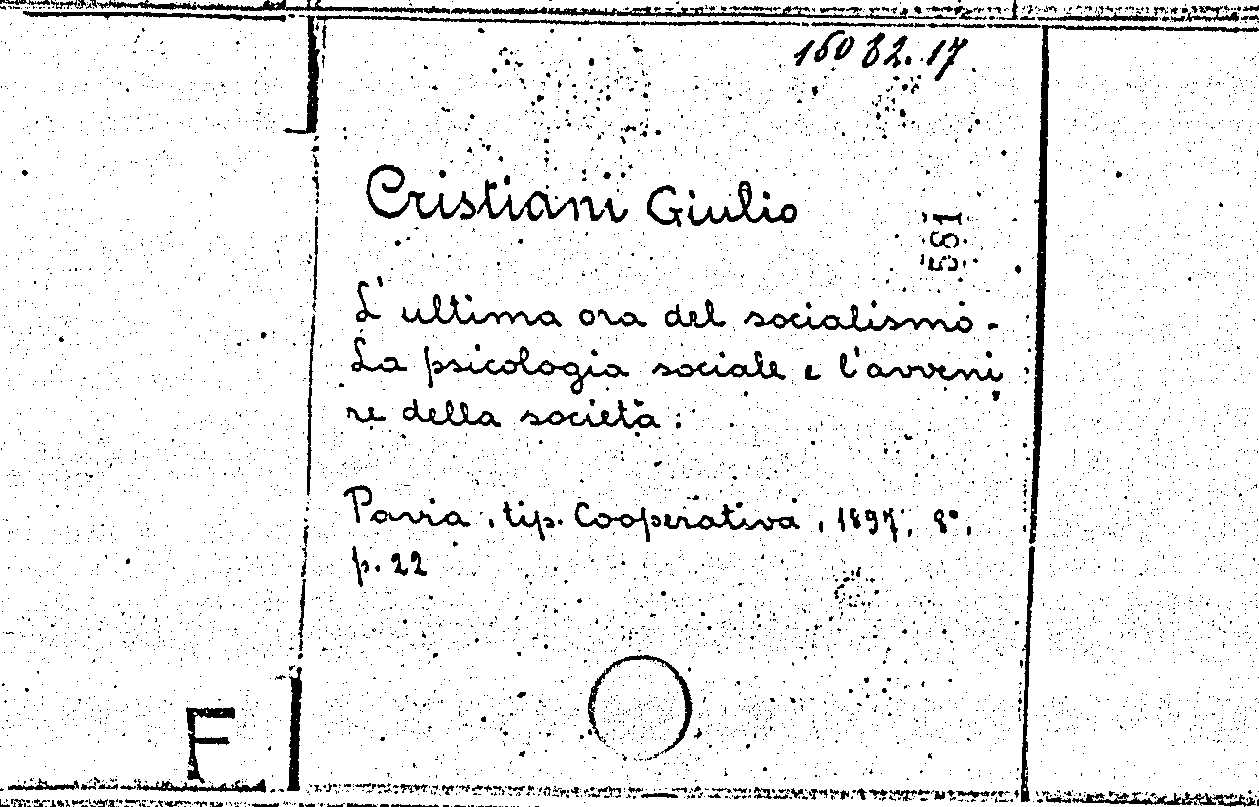 16082.17
Cristiani Giulio
561
L'ultima ora del socialismo -
La psicologia sociale e l'avveni
re della società:
Pavia, tip. Cooperativa, 1897, 8°,
p. 22
F